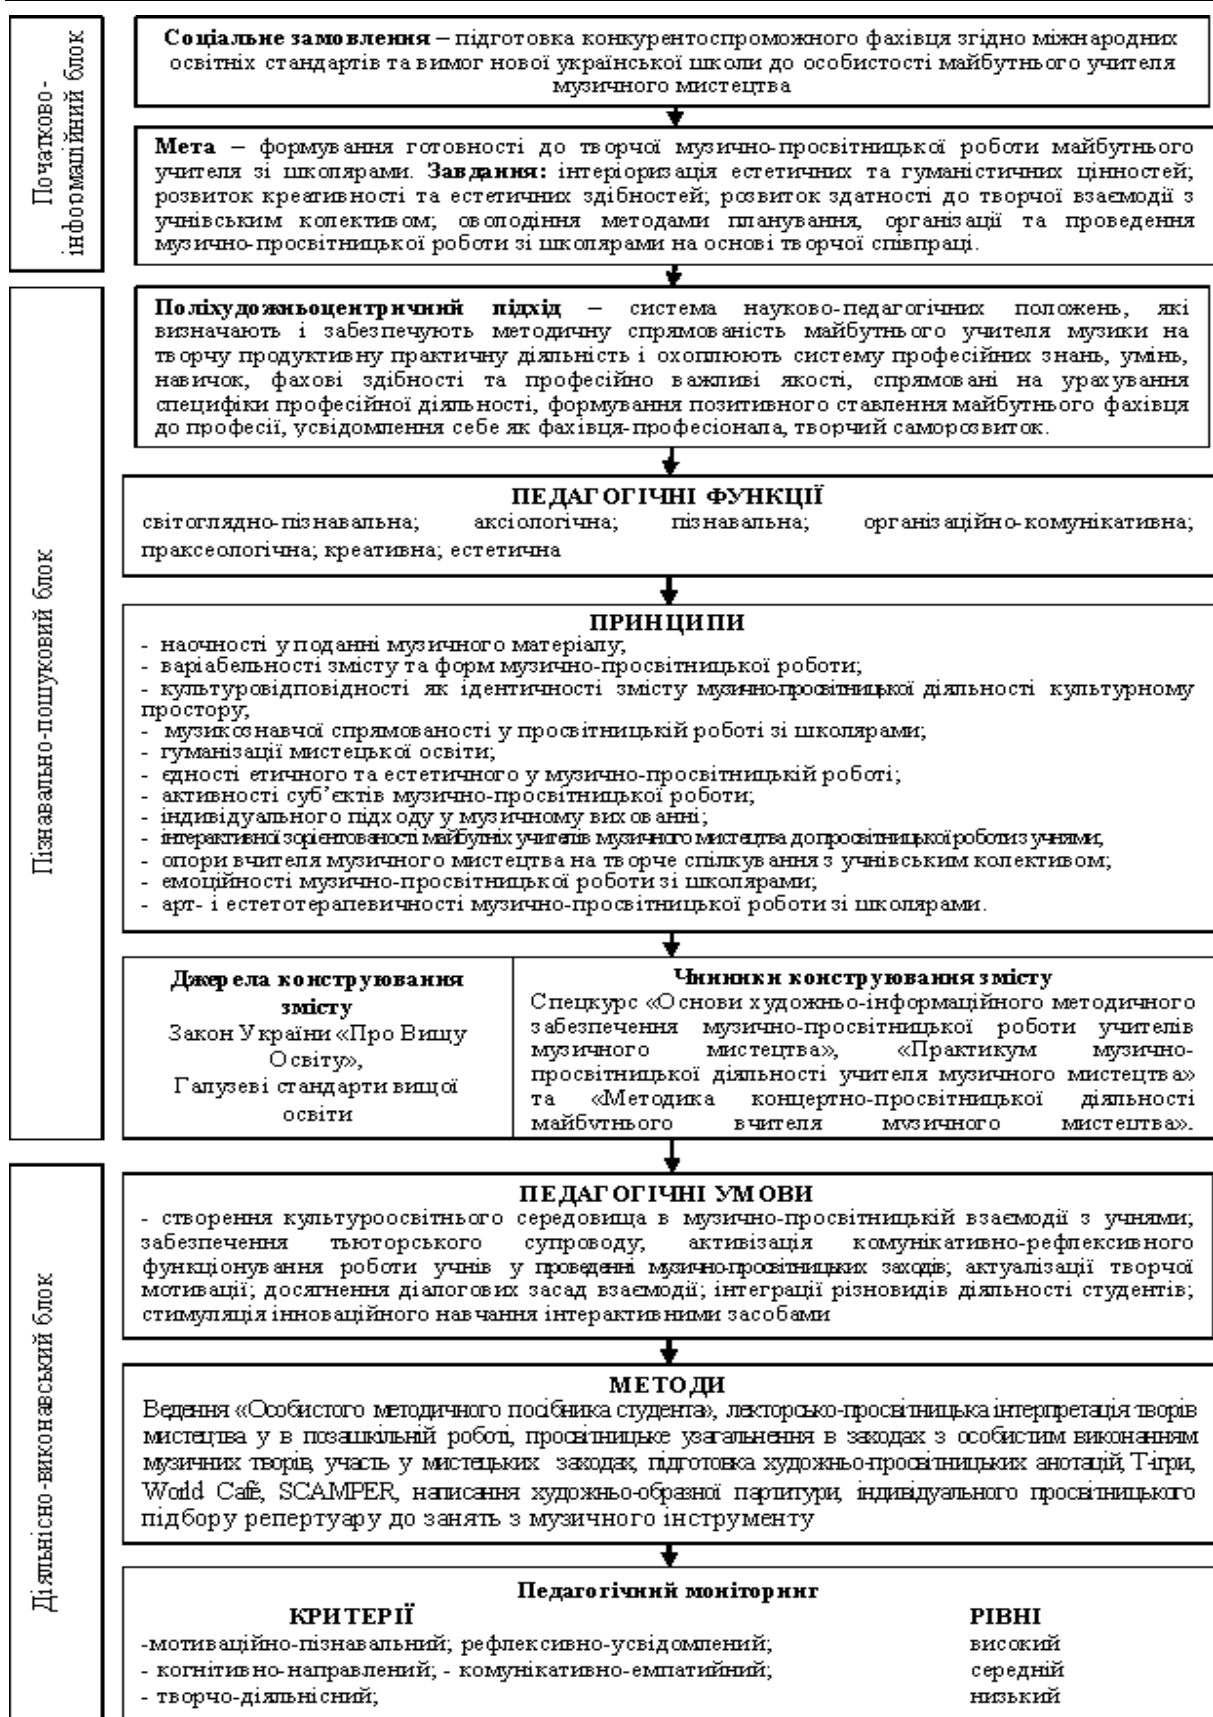 Початково-
інформаційний блок
Соціальне замовлення – підготовка конкурентоспроможного фахівця згідно міжнародних
освітніх стандартів та вимог нової української школи до особистості майбутнього учителя
музичного мистецтва
Мета – формування готовності до творчої музично-просвітницької роботи майбутнього
учителя зі школярами. Завдання: інтеріоризація естетичних та гуманістичних цінностей;
розвиток креативності та естетичних здібностей; розвиток здатності до творчої взаємодії з
учнівським колективом; оволодіння методами планування, організації та проведення
музично-просвітницької роботи зі школярами на основі творчої співпраці.
Пізнавально-пошуковий блок
Поліхудожньоцентричний підхід – система науково-педагогічних положень, які
визначають і забезпечують методичну спрямованість майбутнього учителя музики на
творчу продуктивну практичну діяльність і охоплюють систему професійних знань, умінь,
навичок, фахові здібності та професійно важливі якості, спрямовані на урахування
специфіки професійної діяльності, формування позитивного ставлення майбутнього фахівця
до професії, усвідомлення себе як фахівця-професіонала, творчий саморозвиток.
ПЕДАГОГІЧНІ ФУНКЦІЇ
світоглядно-пізнавальна; аксіологічна; пізнавальна; організаційно-комунікативна;
праксеологічна; креативна; естетична
ПРИНЦИПИ
- наочності у поданні музичного матеріалу;
- варіабельності змісту та форм музично-просвітницької роботи;
- культуровідповідності як ідентичності змісту музично-просвітницької діяльності культурному
простору;
- музикознавчої спрямованості у просвітницькій роботі зі школярами;
- гуманізації мистецької освіти;
- єдності етичного та естетичного у музично-просвітницькій роботі;
- активності суб’єктів музично-просвітницької роботи;
- індивідуального підходу у музичному вихованні;
- інтерактивної зорієнтованості майбутніх учителів музичного мистецтва до просвітницької роботи з учнями;
- опори вчителя музичного мистецтва на творче спілкування з учнівським колективом;
- емоційності музично-просвітницької роботи зі школярами;
- арт- і естетотерапевичності музично-просвітницької роботи зі школярами.
Джерела конструювання
змісту
Закон України «Про Вищу
Освіту»,
Галузеві стандарти вищої
освіти
Чинники конструювання змісту
Спецкурс «Основи художньо-інформаційного методичного
забезпечення музично-просвітницької роботи учителів
музичного мистецтва», «Практикум музично-
просвітницької діяльності учителя музичного мистецтва»
та «Методика концертно-просвітницької діяльності
майбутнього вчителя музичного мистецтва».
Діяльнісно-виконавський блок
ПЕДАГОГІЧНІ УМОВИ
- створення культуроосвітнього середовища в музично-просвітницькій взаємодії з учнями;
забезпечення тьюторського супроводу; активізація комунікативно-рефлексивного
функціонування роботи учнів у проведенні музично-просвітницьких заходів; актуалізації творчої
мотивації; досягнення діалогових засад взаємодії; інтеграції різновидів діяльності студентів;
стимуляція інноваційного навчання інтерактивними засобами
МЕТОДИ
Ведення «Особистого методичного посібника студента», лекторсько-просвітницька інтерпретація творів
мистецтва у в позашкільній роботі, просвітницьке узагальнення в заходах з особистим виконанням
музичних творів, участь у мистецьких заходах, підготовка художньо-просвітницьких анотацій, Т-ігри,
World Café, SCAMPER, написання художньо-образної партитури, індивідуального просвітницького
підбору репертуару до занять з музичного інструменту
Педагогічний моніторинг
КРИТЕРІЇ РІВНІ
-мотиваційно-пізнавальний; рефлексивно-усвідомлений; високий
- когнітивно-направлений; - комунікативно-емпатийний; середній
- творчо-діяльнісний; низький